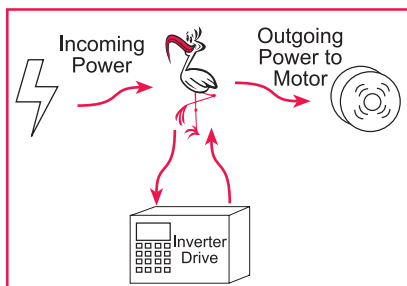 Incoming
Power
Outgoing
Power to
Motor
Inverter
Drive